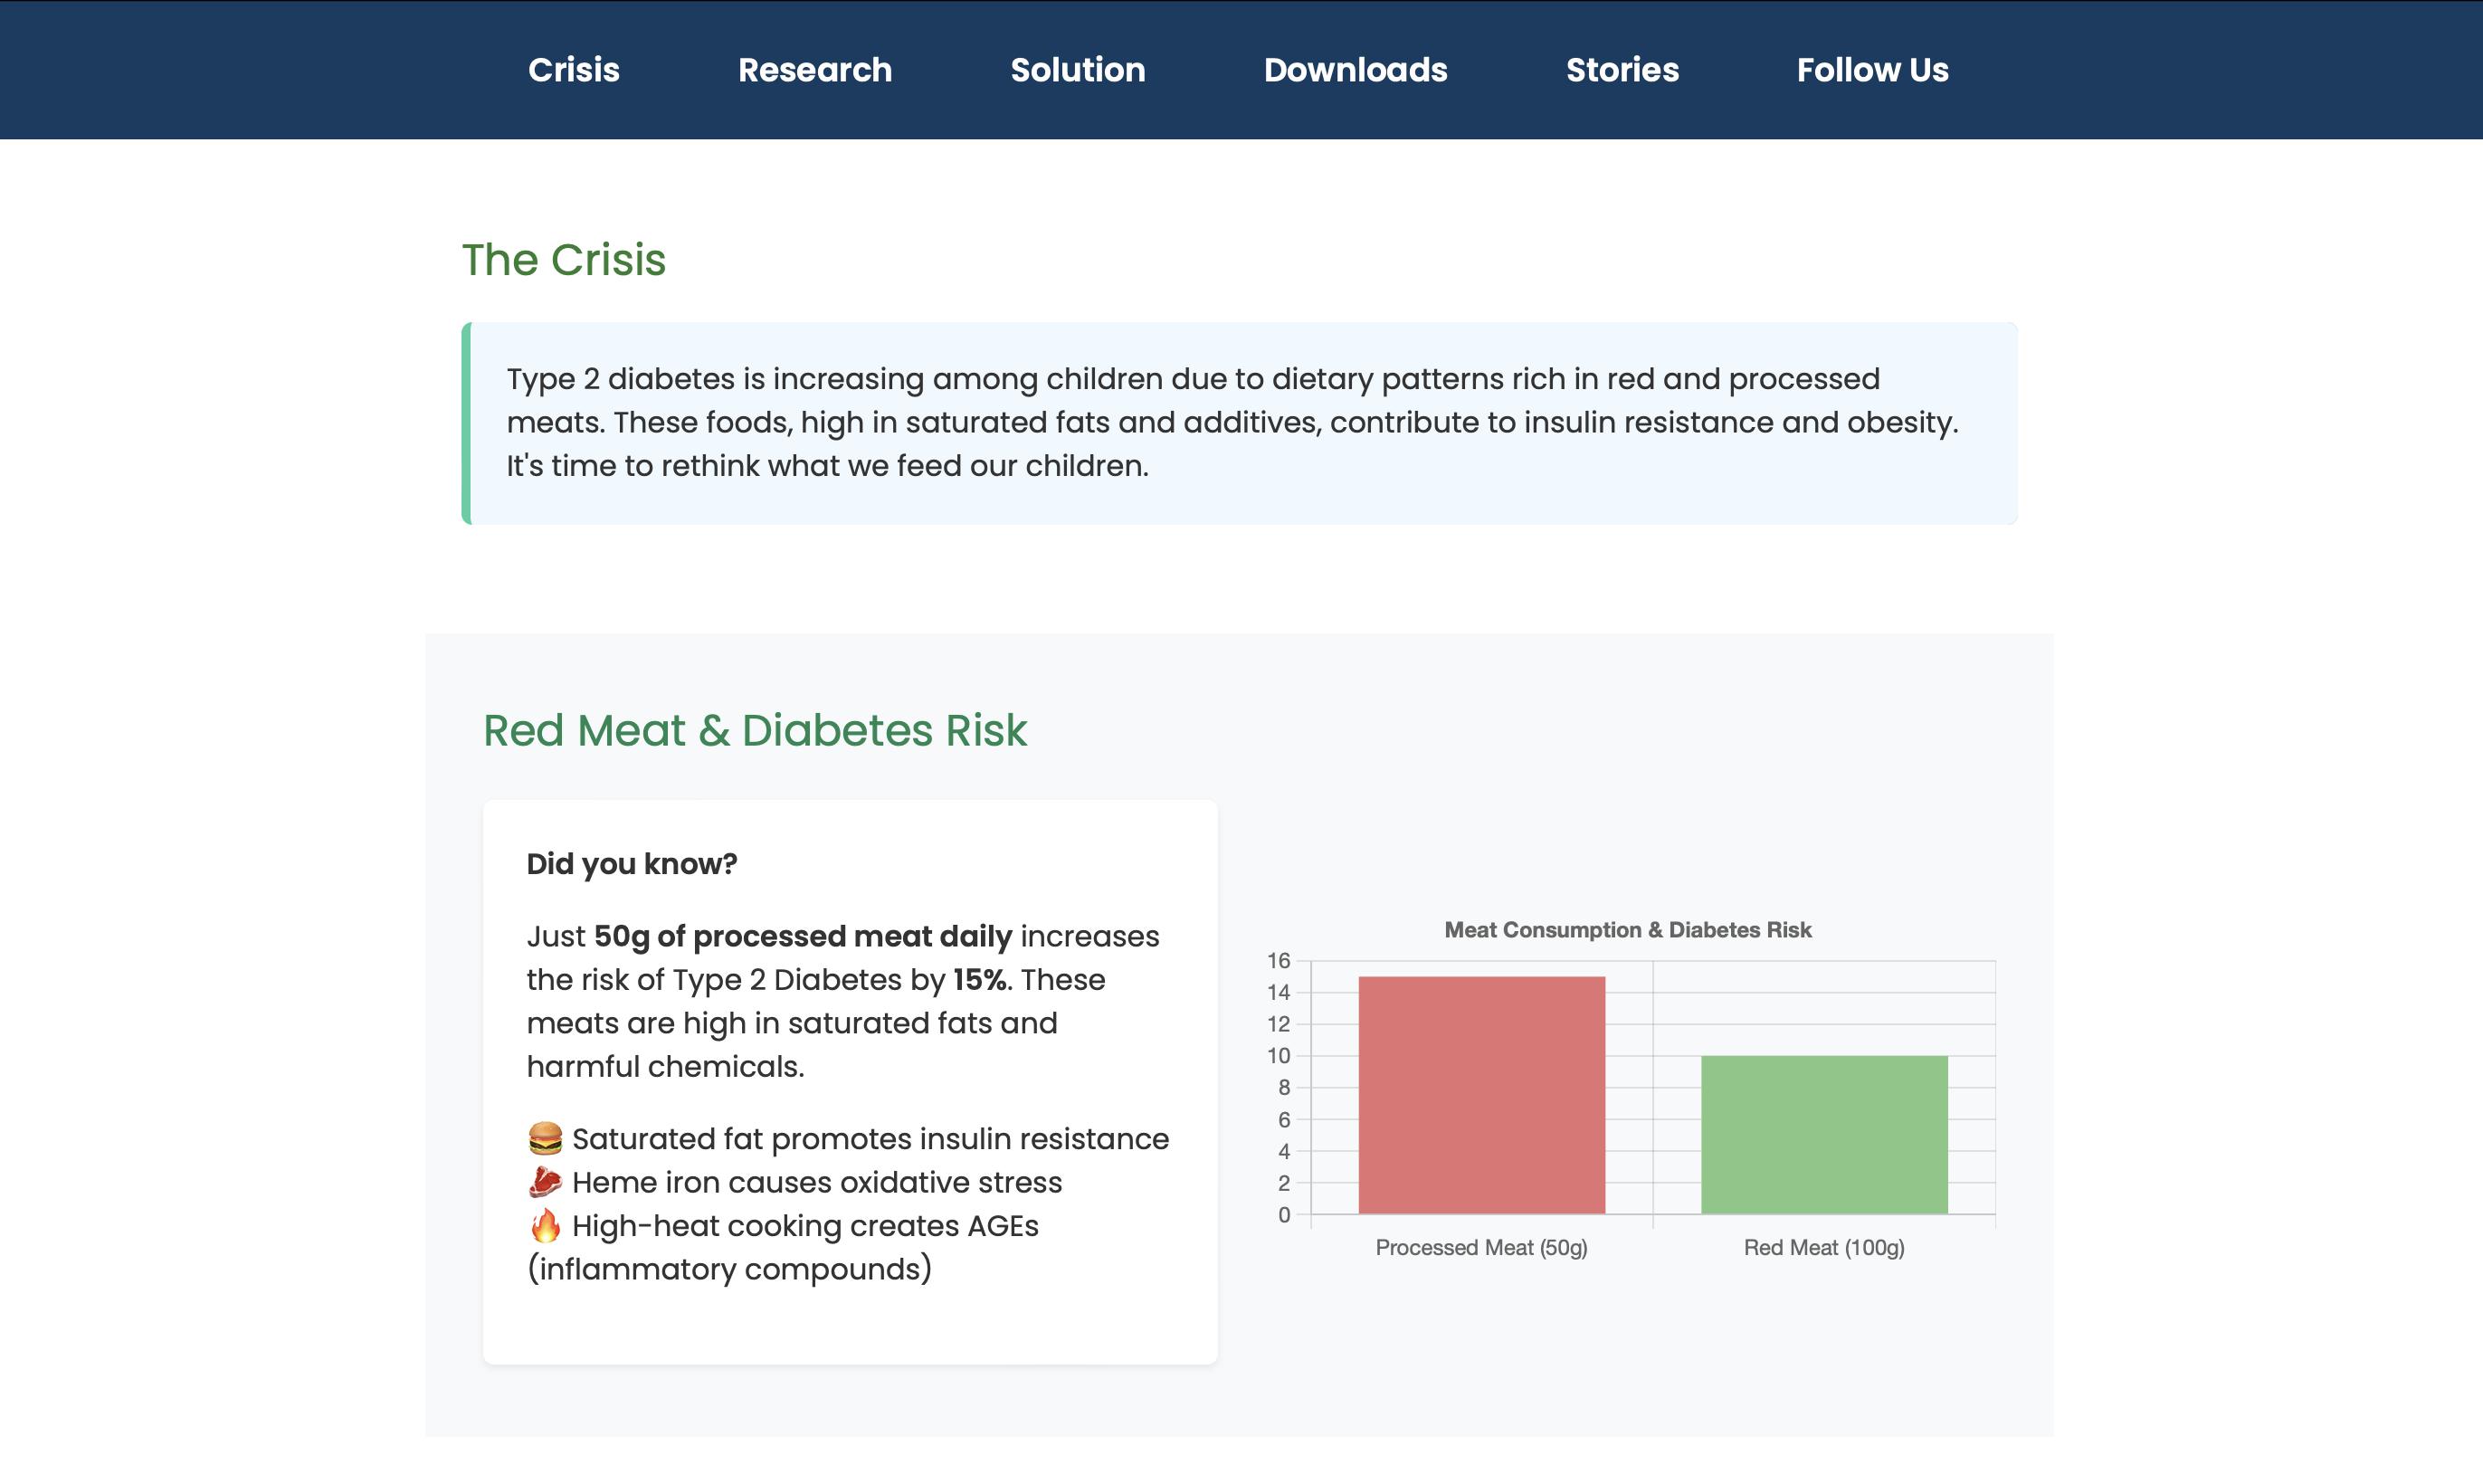 Crisis Research Solution Downloads Stories Follow Us
The Crisis
Type 2 diabetes is increasing among children due to dietary patterns rich in red and processed
meats. These foods, high in saturated fats and additives, contribute to insulin resistance and obesity.
It's time to rethink what we feed our children.
Red Meat & Diabetes Risk
Did you know?
Just 50g of processed meat daily increases
the risk of Type 2 Diabetes by 15%. These
meats are high in saturated fats and
harmful chemicals.
🍔 Saturated fat promotes insulin resistance
🥩 Heme iron causes oxidative stress
🔥 High-heat cooking creates AGEs
(inflammatory compounds)
Meat Consumption & Diabetes Risk
16
14
12
10
8
6
4
2
0
Processed Meat (50g) Red Meat (100g)